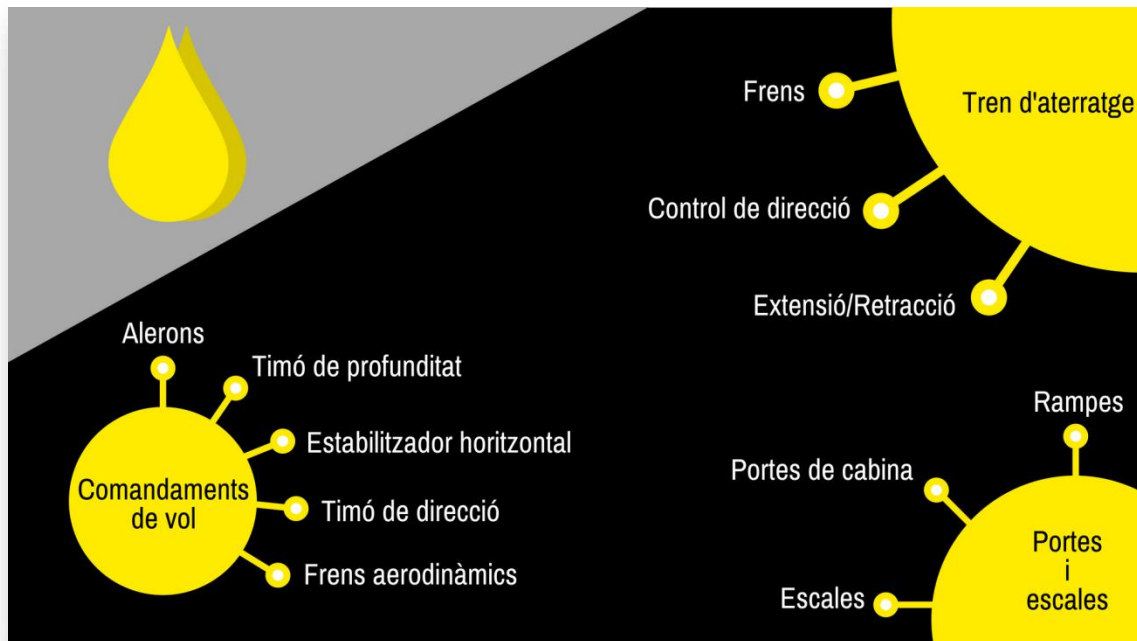 Frens
Tren d'aterratge
Control de direcció
Extensió/Retracció
Alerons
Timó de profunditat
Estabilitzador horitzontal
Comandaments
de vol
Timó de direcció
Frens aerodinàmics
Rampes
Portes de cabina
Portes
i
escales
Escales